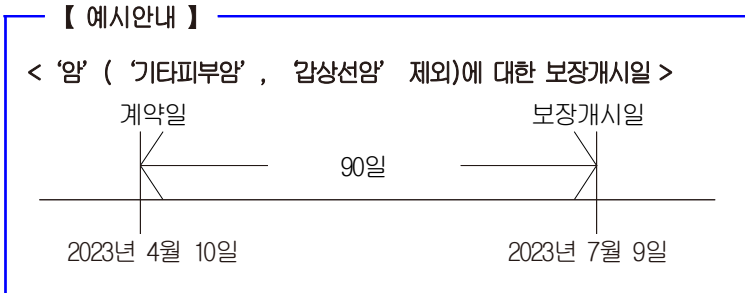 【 예시안내 】
< '암' ( '기타피부암' , '갑상선암' 제외)에 대한 보장개시일 >
계약일 보장개시일
90일
2023년 4월 10일 2023년 7월 9일